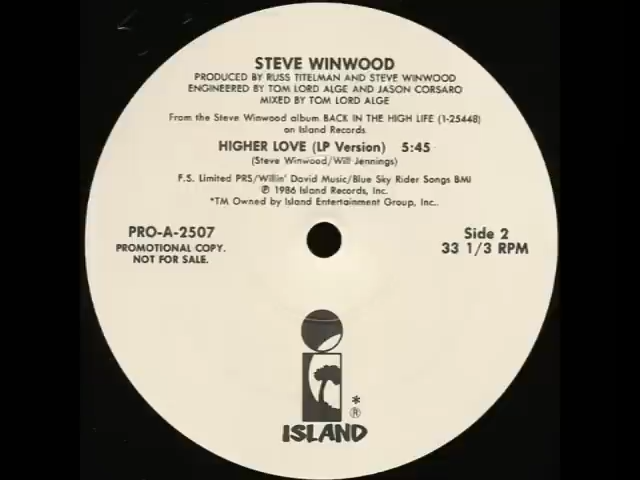 STEVE WINWOOD
PRODUCED BY RUSS TITELMAN AND STEVE WINWOOD
ENGINEERED BY TOM LORD ALGE AND JASON CORSARO
MIXED BY TOM LORD ALGE
From the Steve Winwood album BACK IN THE HIGH LIFE (1-25448)
on Island Records
HIGHER LOVE (LP Version) 5:45
(Steve Winwood/Will Jennings)
F.S. Limited PRS/Willin' David Music/Blue Sky Rider Songs BMI
℗ 1986 Island Records, Inc.
*TM Owned by Island Entertainment Group, Inc..
PRO-A-2507
PROMOTIONAL COPY.
NOT FOR SALE.
Side 2
33 1/3 RPM
*
®
ISLAND